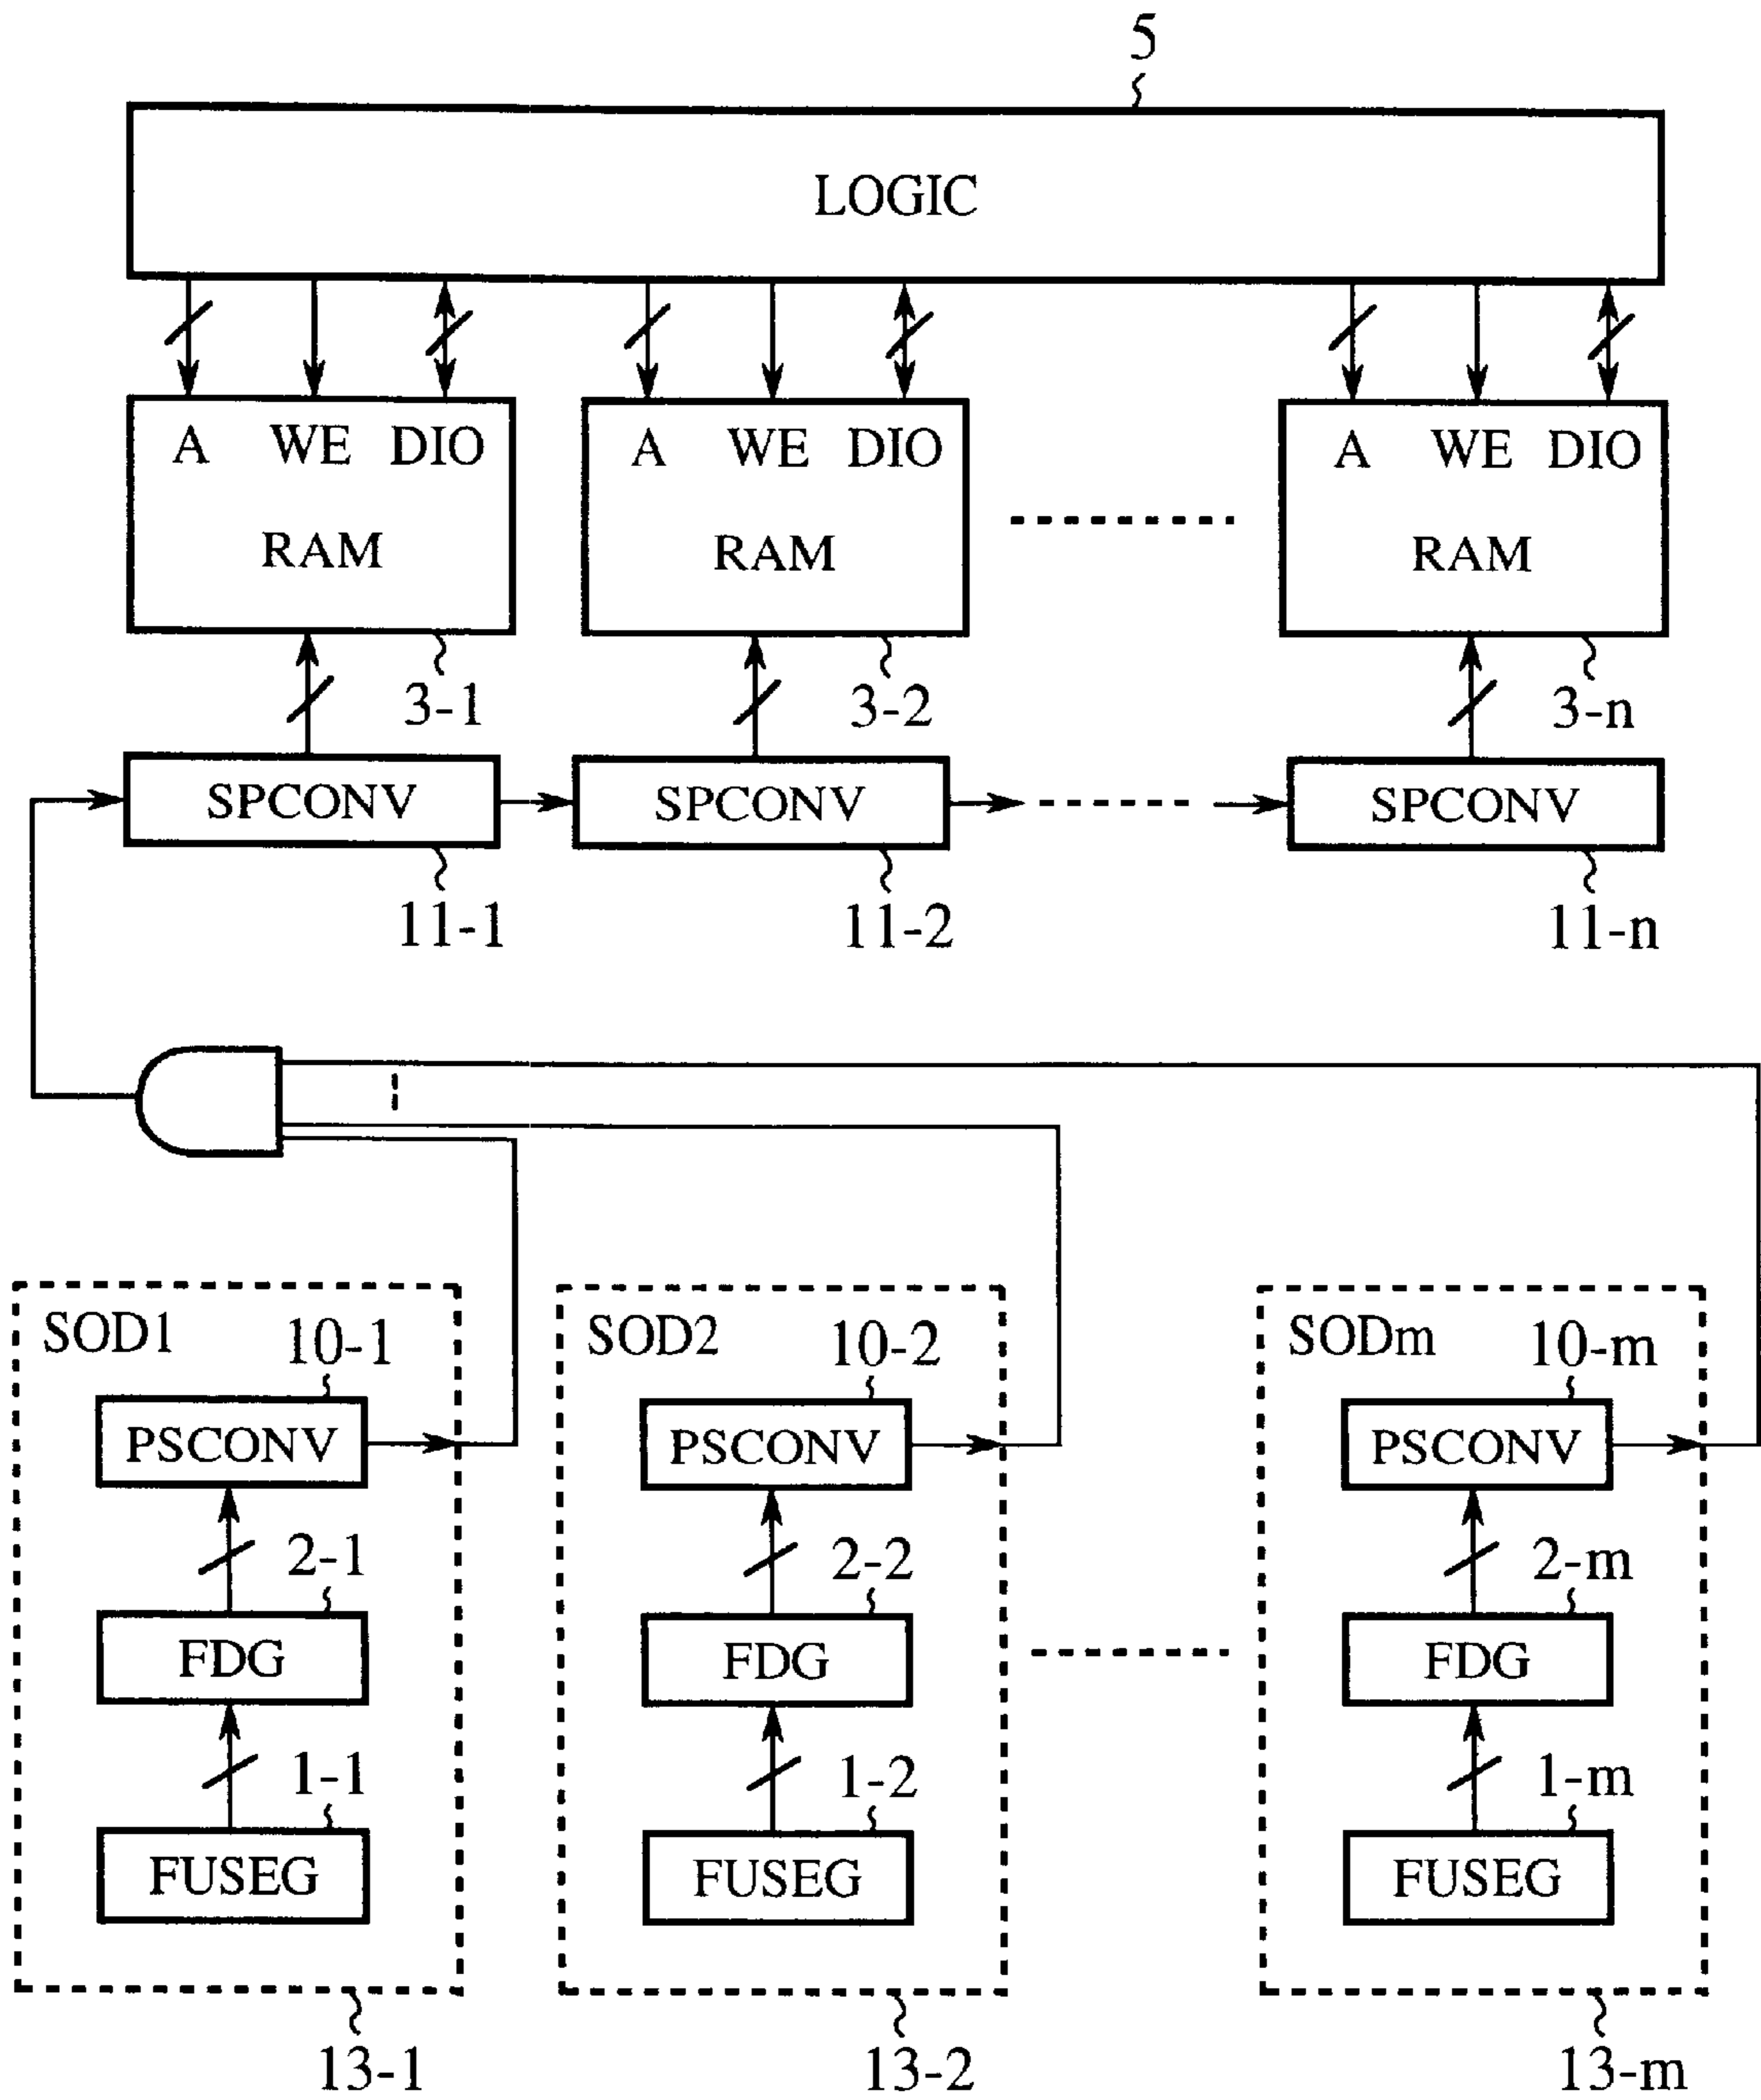 5
LOGIC
A WE DIO
A WE DIO
A WE DIO
RAM
RAM
RAM
3-1
3-2
3-n
SPCONV
SPCONV
SPCONV
11-1
11-2
11-n
SOD1
10-1
SOD2
10-2
SODm
10-m
PSCONV
PSCONV
PSCONV
2-1
2-2
2-m
FDG
FDG
FDG
1-1
1-2
1-m
FUSEG
FUSEG
FUSEG
13-1
13-2
13-m